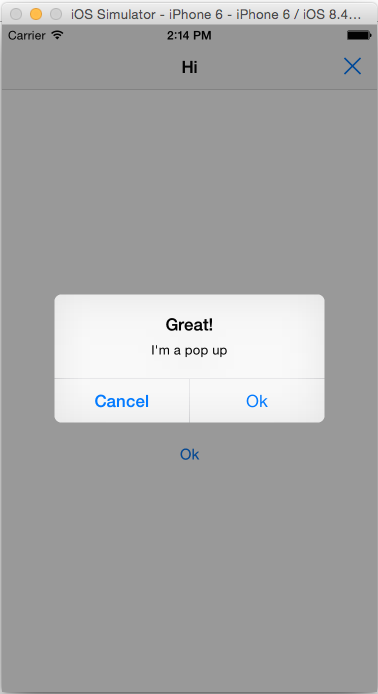 iOS Simulator - iPhone 6 - iPhone 6 / iOS 8.4...
Carrier 2:14 PM
Hi
Great!
I'm a pop up
Cancel Ok
Ok